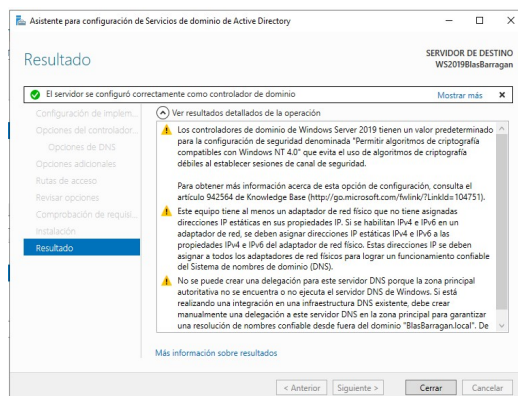 Asistente para configuración de Servicios de dominio de Active Directory
Resultado
SERVIDOR DE DESTINO
WS2019BlasBarragan
El servidor se configuró correctamente como controlador de dominio
Mostrar más
Configuración de implem...
Opciones del controlador...
Opciones de DNS
Opciones adicionales
Rutas de acceso
Revisar opciones
Comprobación de requisi...
Instalación
Resultado
Ver resultados detallados de la operación
Los controladores de dominio de Windows Server 2019 tienen un valor predeterminado
para la configuración de seguridad denominada "Permitir algoritmos de criptografía
compatibles con Windows NT 4.0" que evita el uso de algoritmos de criptografía
débiles al establecer sesiones de canal de seguridad.
Para obtener más información acerca de esta opción de configuración, consulta el
artículo 942564 de Knowledge Base (http://go.microsoft.com/fwlink/?LinkId=104751).
Este equipo tiene al menos un adaptador de red físico que no tiene asignadas
direcciones IP estáticas en sus propiedades IP. Si se habilitan IPv4 e IPv6 en un
adaptador de red, se deben asignar direcciones IP estáticas IPv4 e IPv6 a las
propiedades IPv4 e IPv6 del adaptador de red físico. Estas direcciones IP se deben
asignar a todos los adaptadores de red físicos para lograr un funcionamiento confiable
del Sistema de nombres de dominio (DNS).
No se puede crear una delegación para este servidor DNS porque la zona principal
autoritativa no se encuentra o no ejecuta el servidor DNS de Windows. Si está
realizando una integración en una infraestructura DNS existente, debe crear
manualmente una delegación a este servidor DNS en la zona principal para garantizar
una resolución de nombres confiable desde fuera del dominio "BlasBarragan.local". De
Más información sobre resultados
< Anterior
Siguiente >
Cerrar
Cancelar